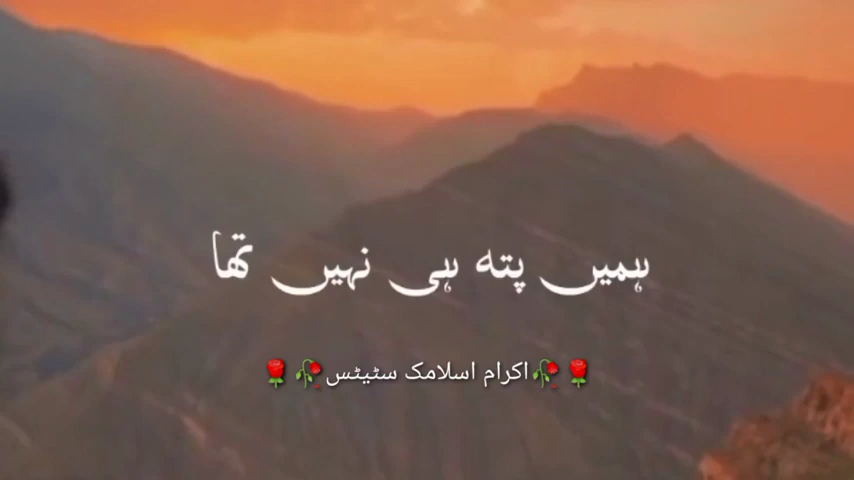 ہمیں پتہ ہی نہیں تھا
🌹🥀اکرام اسلامک سٹیٹس🥀🌹